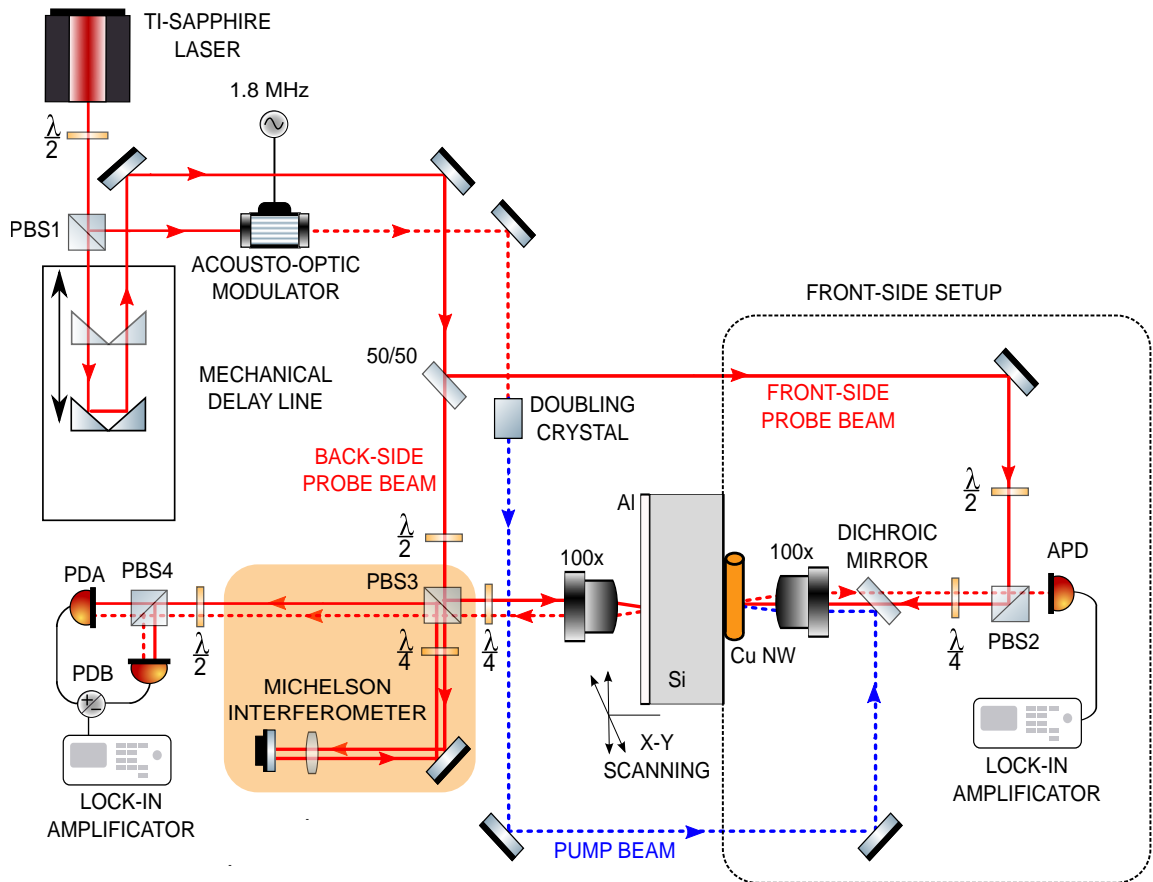 TI-SAPPHIRE
LASER
1.8 MHz
λ
2
PBS1
ACOUSTO-OPTIC
MODULATOR
FRONT-SIDE SETUP
MECHANICAL
DELAY LINE
50/50
DOUBLING
CRYSTAL
FRONT-SIDE
PROBE BEAM
BACK-SIDE
PROBE BEAM
λ
2
Al
λ
2
DICHROIC
MIRROR
APD
100x
100x
PDA
PBS4
PBS3
λ
2
λ
4
λ
4
λ
4
PBS2
Cu NW
Si
PDB
MICHELSON
INTERFEROMETER
X-Y
SCANNING
LOCK-IN
AMPLIFICATOR
LOCK-IN
AMPLIFICATOR
PUMP BEAM